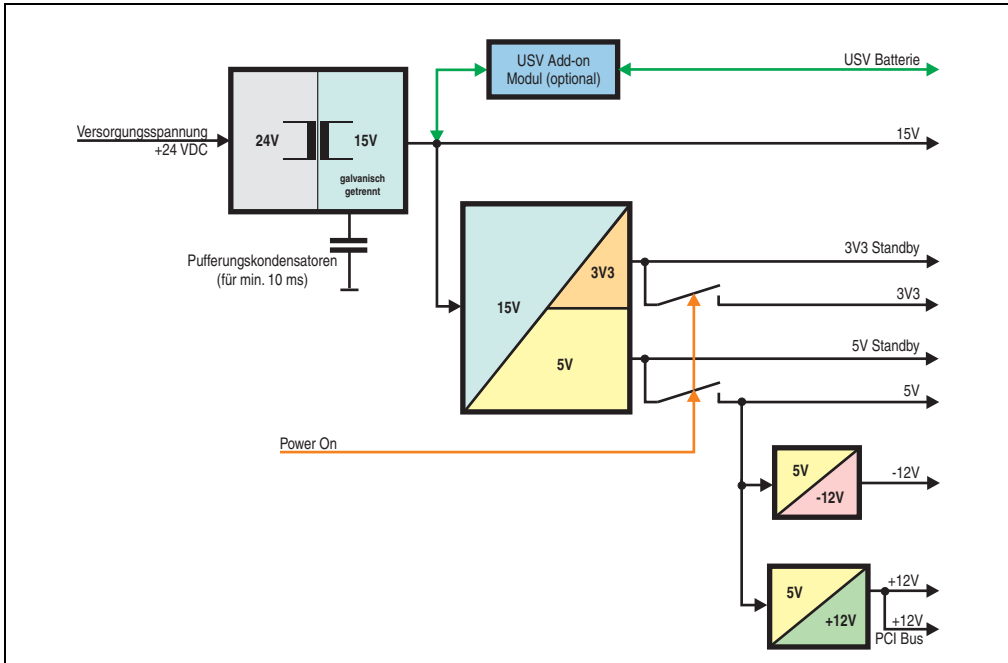 USV Add-on
Modul (optional)
USV Batterie
Versorgungsspannung
+24 VDC
24V
15V
galvanisch
getrennt
15V
Pufferungskondensatoren
(für min. 10 ms)
15V
3V3
5V
3V3 Standby
3V3
5V Standby
5V
Power On
5V
-12V
-12V
5V
+12V
+12V
+12V
PCI Bus